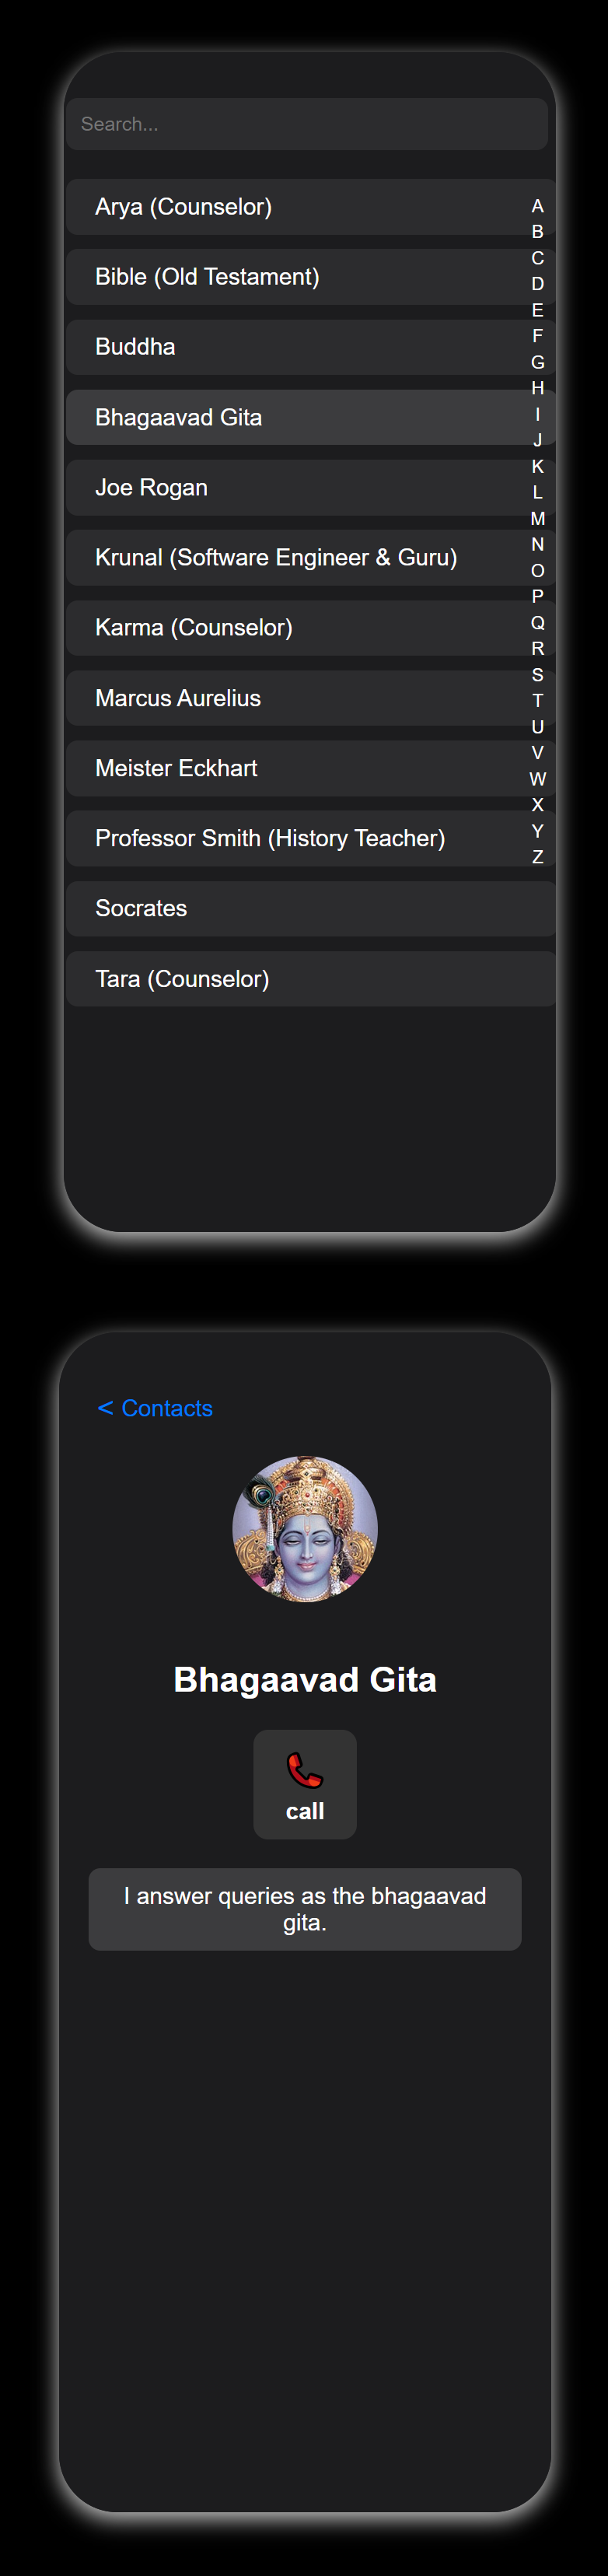 Search...
Arya (Counselor)
Bible (Old Testament)
Buddha
Bhagaavad Gita
Joe Rogan
Krunal (Software Engineer & Guru)
Karma (Counselor)
Marcus Aurelius
Meister Eckhart
Professor Smith (History Teacher)
Socrates
Tara (Counselor)
A
B
C
D
E
F
G
H
I
J
K
L
M
N
O
P
Q
R
S
T
U
V
W
X
Y
Z
< Contacts
Bhagaavad Gita
call
I answer queries as the bhagaavad
gita.